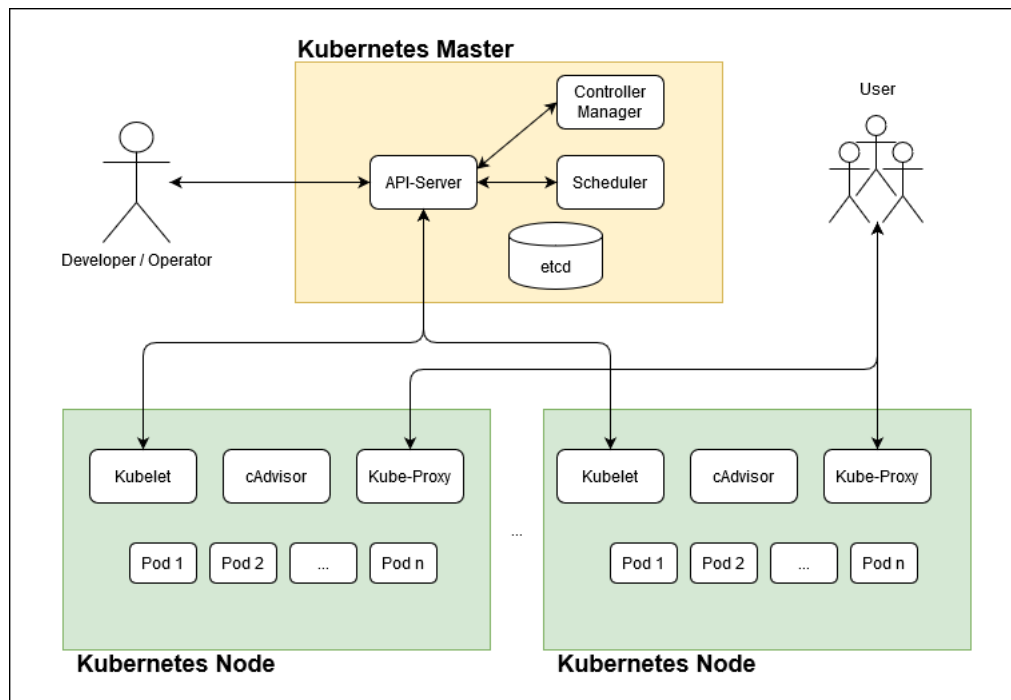 Kubernetes Master
Controller
Manager
User
API-Server
Scheduler
Developer / Operator
etcd
Kubelet
cAdvisor
Kube-Proxy
Kubelet
cAdvisor
Kube-Proxy
...
Pod 1
Pod 2
...
Pod n
Pod 1
Pod 2
...
Pod n
Kubernetes Node
Kubernetes Node